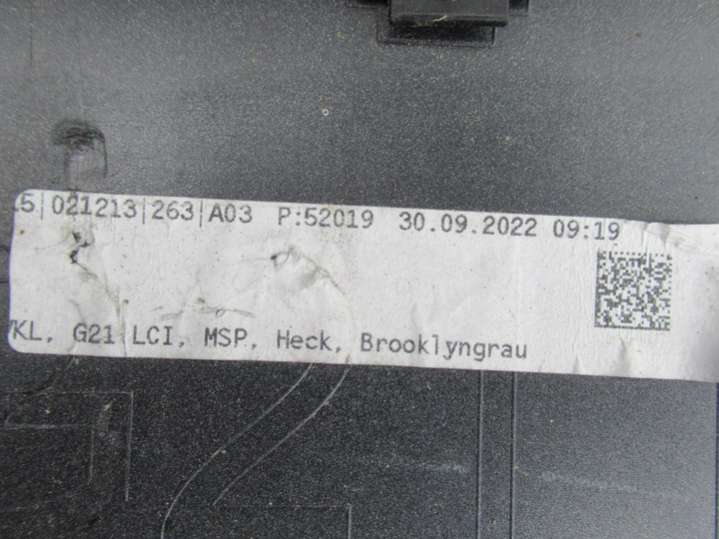 .5|021213|263|A03 P:52019 30.09.2022 09:19
KL, G21 LCI, MSP, Heck, Brooklyngrau